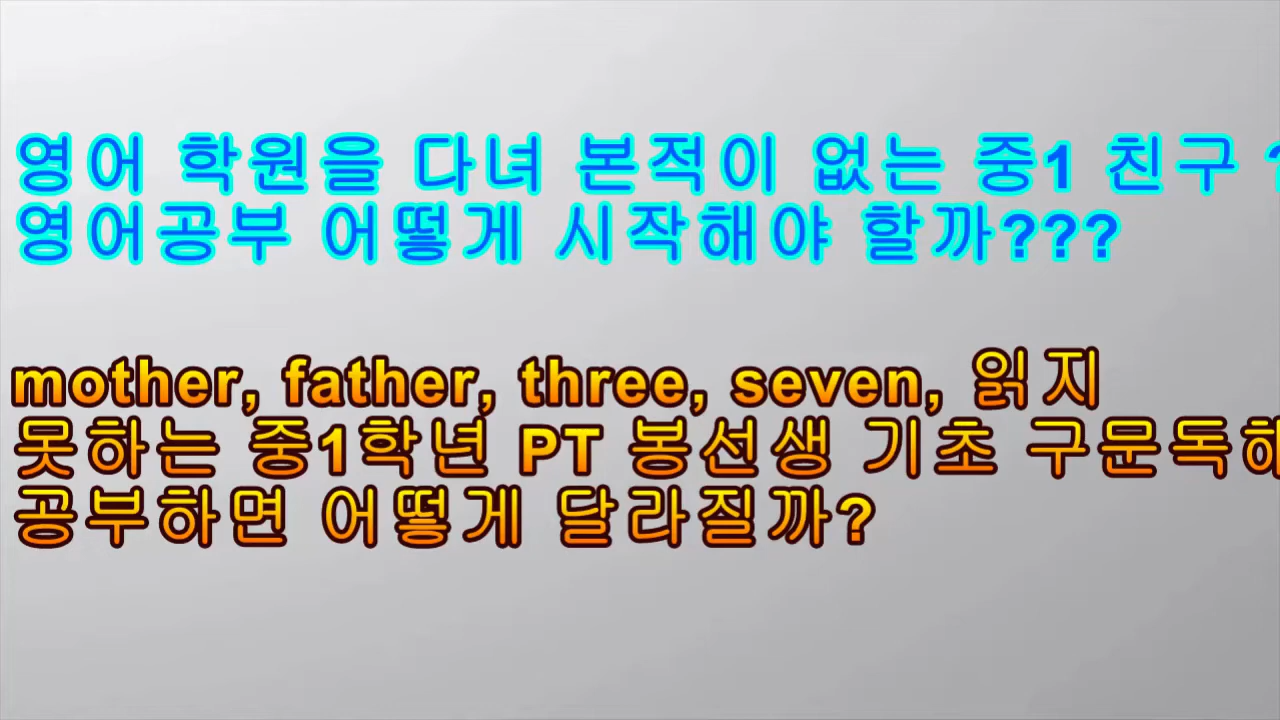 영어 학원을 다녀 본적이 없는 중1 친구 ?
영어공부 어떻게 시작해야 할까???
mother, father, three, seven, 읽지
못하는 중1학년 PT 봉선생 기초 구문독해
공부하면 어떻게 달라질까?